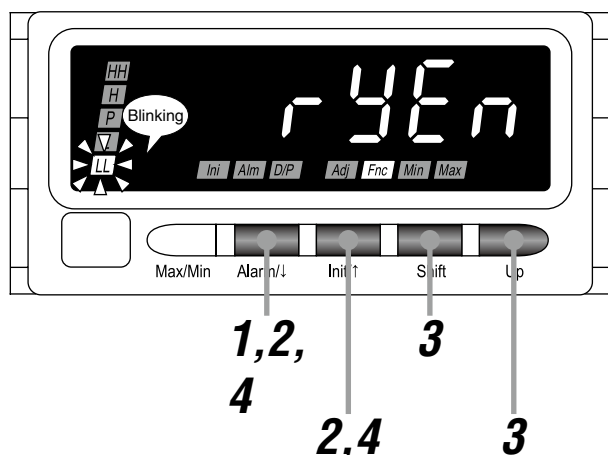 HH
H
P
LL
Blinking
r yEn
Ini Alm D/P Adj Fnc Min Max
Max/Min Alarm/↓ Init/↑ Shift Up
1,2,
4
2,4
3
3